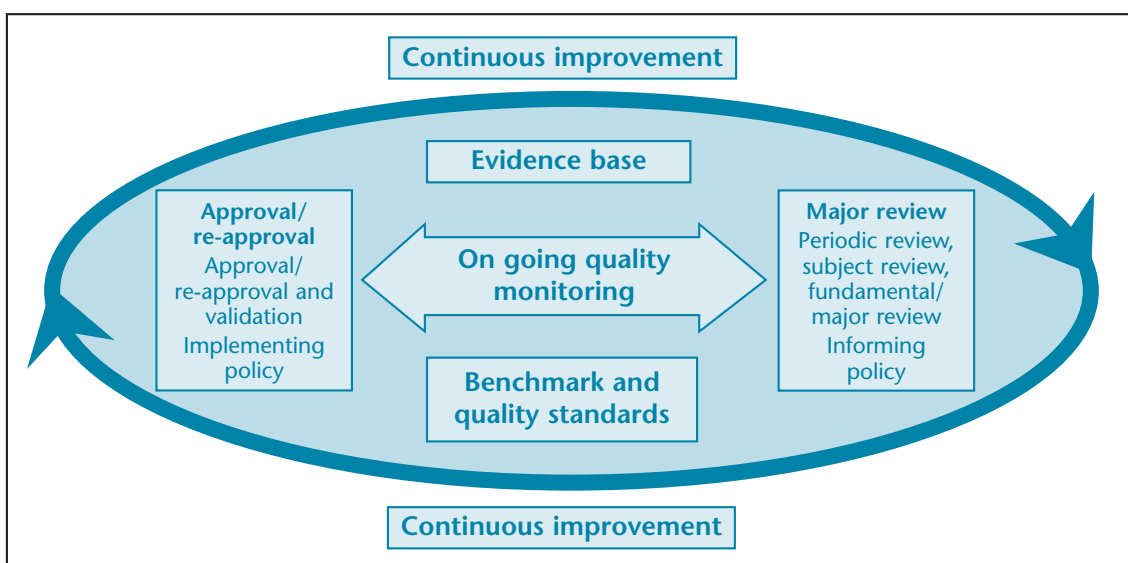 Continuous improvement
Evidence base
Approval/
re-approval
Approval/
re-approval and
validation
Implementing
policy
On going quality
monitoring
Major review
Periodic review,
subject review,
fundamental/
major review
Informing
policy
Benchmark and
quality standards
Continuous improvement